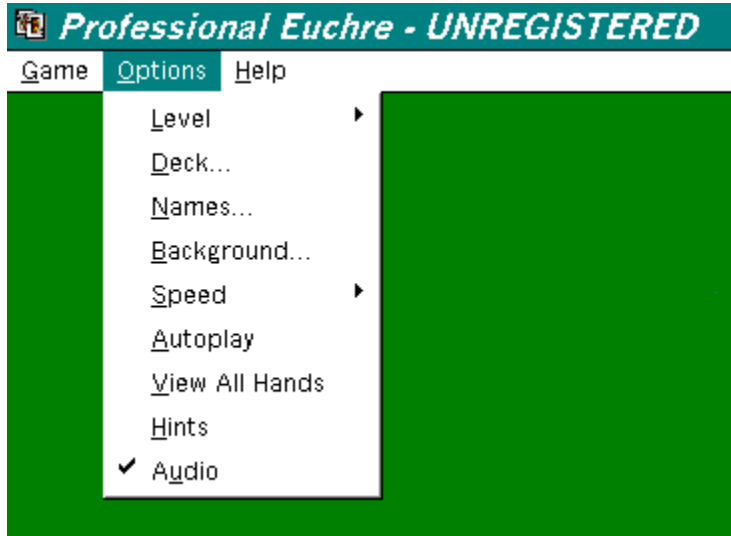 Professional Euchre - UNREGISTERED
Game Options Help
Level
Deck...
Names...
Background...
Speed
Autoplay
View All Hands
Hints
Audio